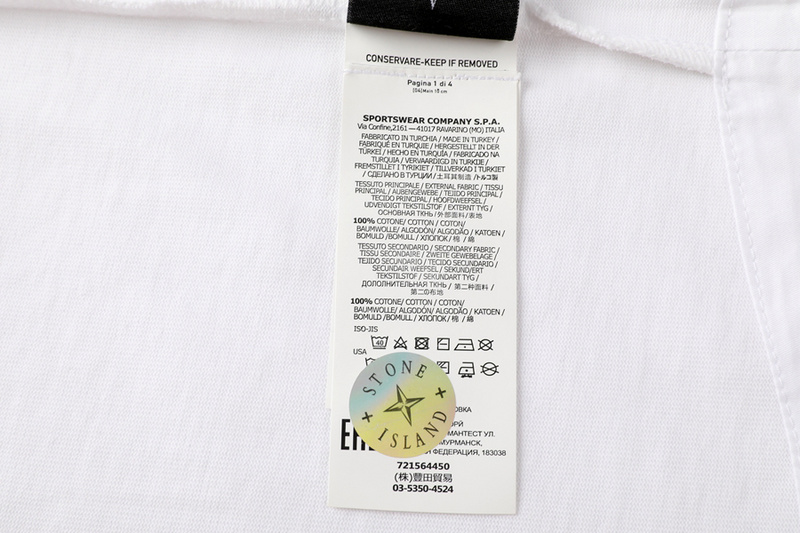 CONSERVARE-KEEP IF REMOVED
Pagina 1 di 4
SPORTSWEAR COMPANY S.P.A.
Via Confine,2161 — 41017 RAVARINO (MO) ITALIA
FABBRICATO IN TURCHIA / MADE IN TURKEY /
FABRIQUÉ EN TURQUIE / HERGESTELLT IN DER
TÜRKEI / HECHO EN TURQUÍA / FABRICADO NA
TURQUIA / VERVAARDIGD IN TURKIJE /
FREMSTILLET I TYRKIET / TILLVERKAD I TURKIET
/ СДЕЛАНО В ТУРЦИИ / 土耳其制造 / トルコ製
TESSUTO PRINCIPALE / EXTERNAL FABRIC / TISSU
PRINCIPAL / AUßENGEWEBE / TEJIDO PRINCIPAL /
TECIDO PRINCIPAL / HOOFDWEEFSEL /
UDVENDIGT TEKSTILSTOF / EXTERNT TYG /
ОСНОВНАЯ ТКНЬ / 外部面料 / 表地
100% COTONE / COTTON / COTON/
BAUMWOLLE/ ALGODÓN/ ALGODÃO / KATOEN /
BOMULD /BOMULL / ХЛОПОК / 棉 / 綿
TESSUTO SECONDARIO / SECONDARY FABRIC /
TISSU SECONDAIRE / ZWEITE GEWEBELAGE /
TEJIDO SECUNDARIO / TECIDO SECUNDARIO /
SECUNDAIR WEEFSEL / SEKUND/ERT
TEKSTILSTOF / SEKUNDART TYG /
ДОПОЛНИТЕЛЬНАЯ ТКНЬ / 第二种面料 /
第二の布地
100% COTONE/ COTTON / COTON/
BAUMWOLLE/ ALGODÓN/ ALGODÃO / KATOEN /
BOMULD /BOMULL / ХЛОПОК / 棉 / 綿
ISO-JIS
40
USA
STONE
ISLAND
МУРМАНСК,
ФЕДЕРАЦИЯ, 183038
721564450
(株)豊田貿易
03-5350-4524